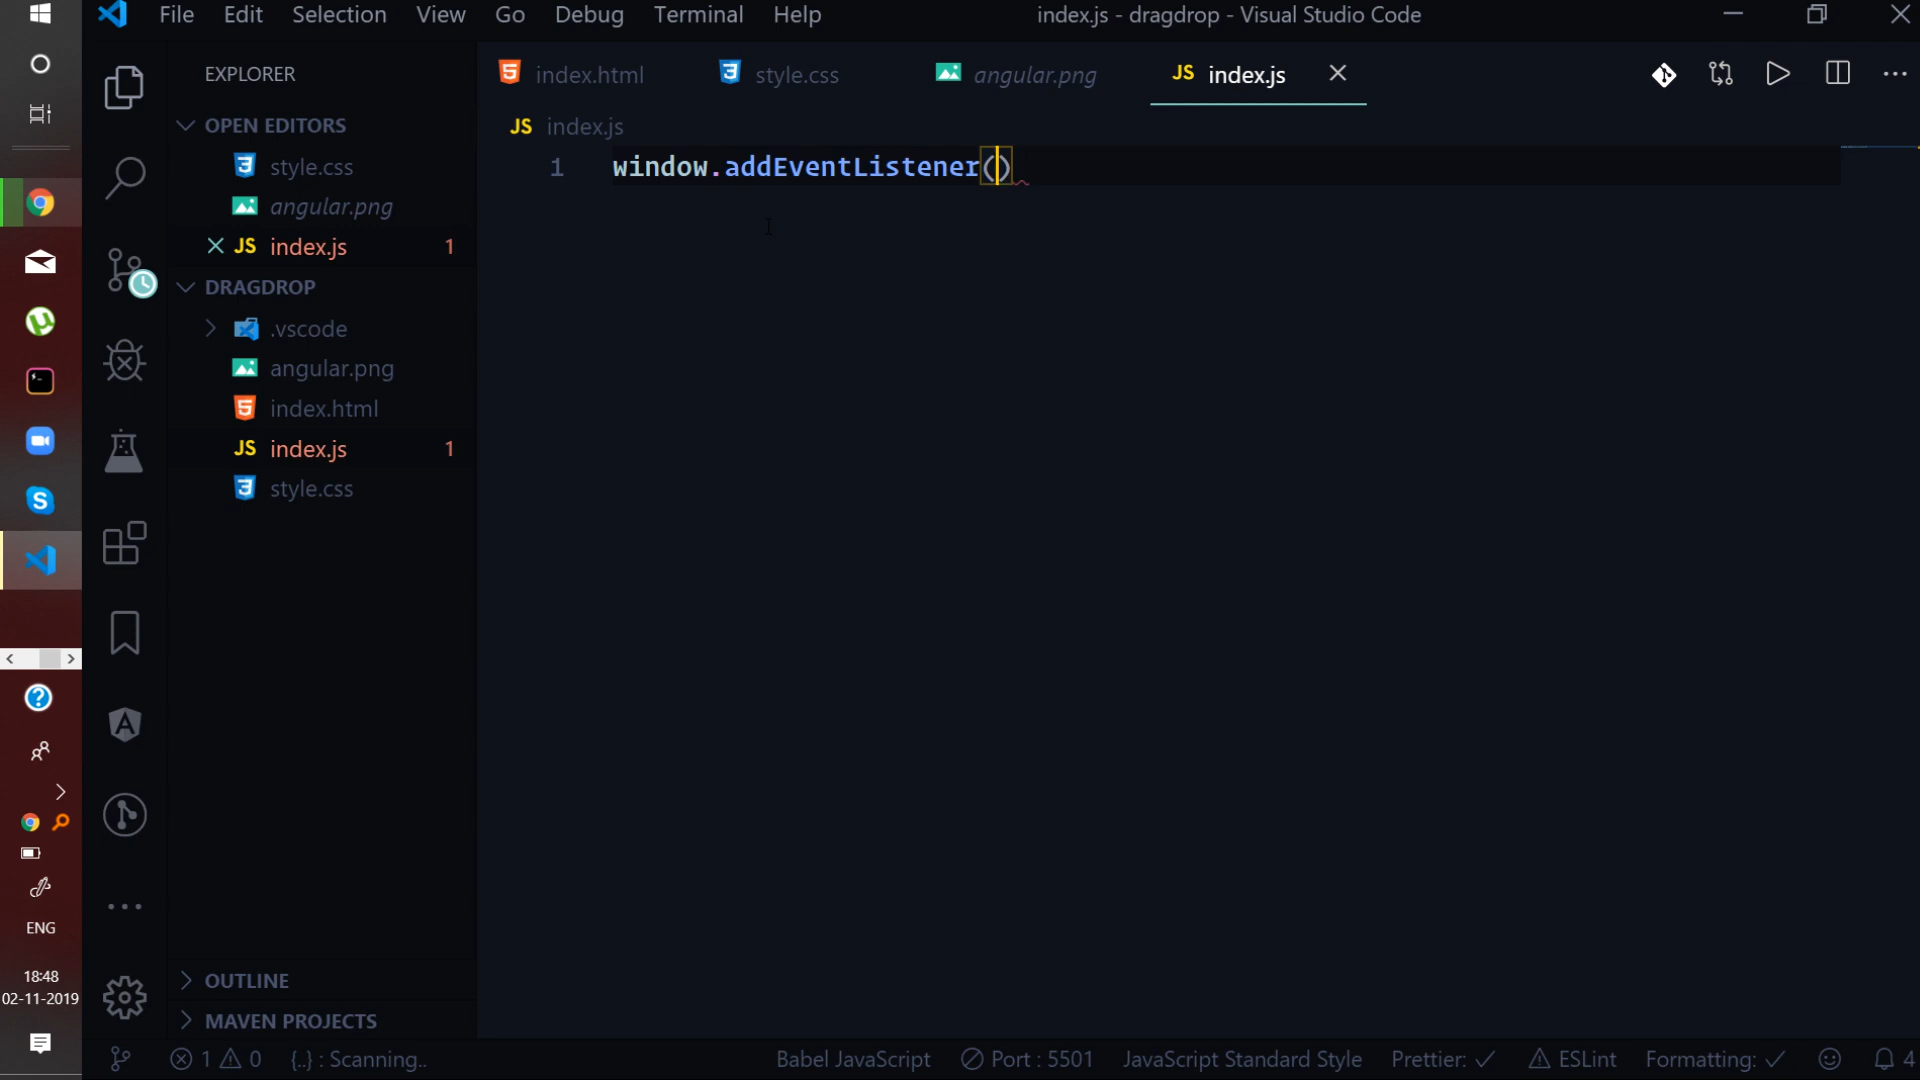 File Edit Selection View Go Debug Terminal Help
index.js - dragdrop - Visual Studio Code
EXPLORER
index.html
style.css
angular.png
JS index.js
OPEN EDITORS
style.css
angular.png
JS index.js 1
DRAGDROP
.vscode
angular.png
index.html
JS index.js 1
style.css
OUTLINE
MAVEN PROJECTS
JS index.js
1 window.addEventListener()
ENG
18:48
02-11-2019
1 0 {..} : Scanning..
Babel JavaScript Port : 5501 JavaScript Standard Style Prettier: ✓ ESLint Formatting: ✓ 4